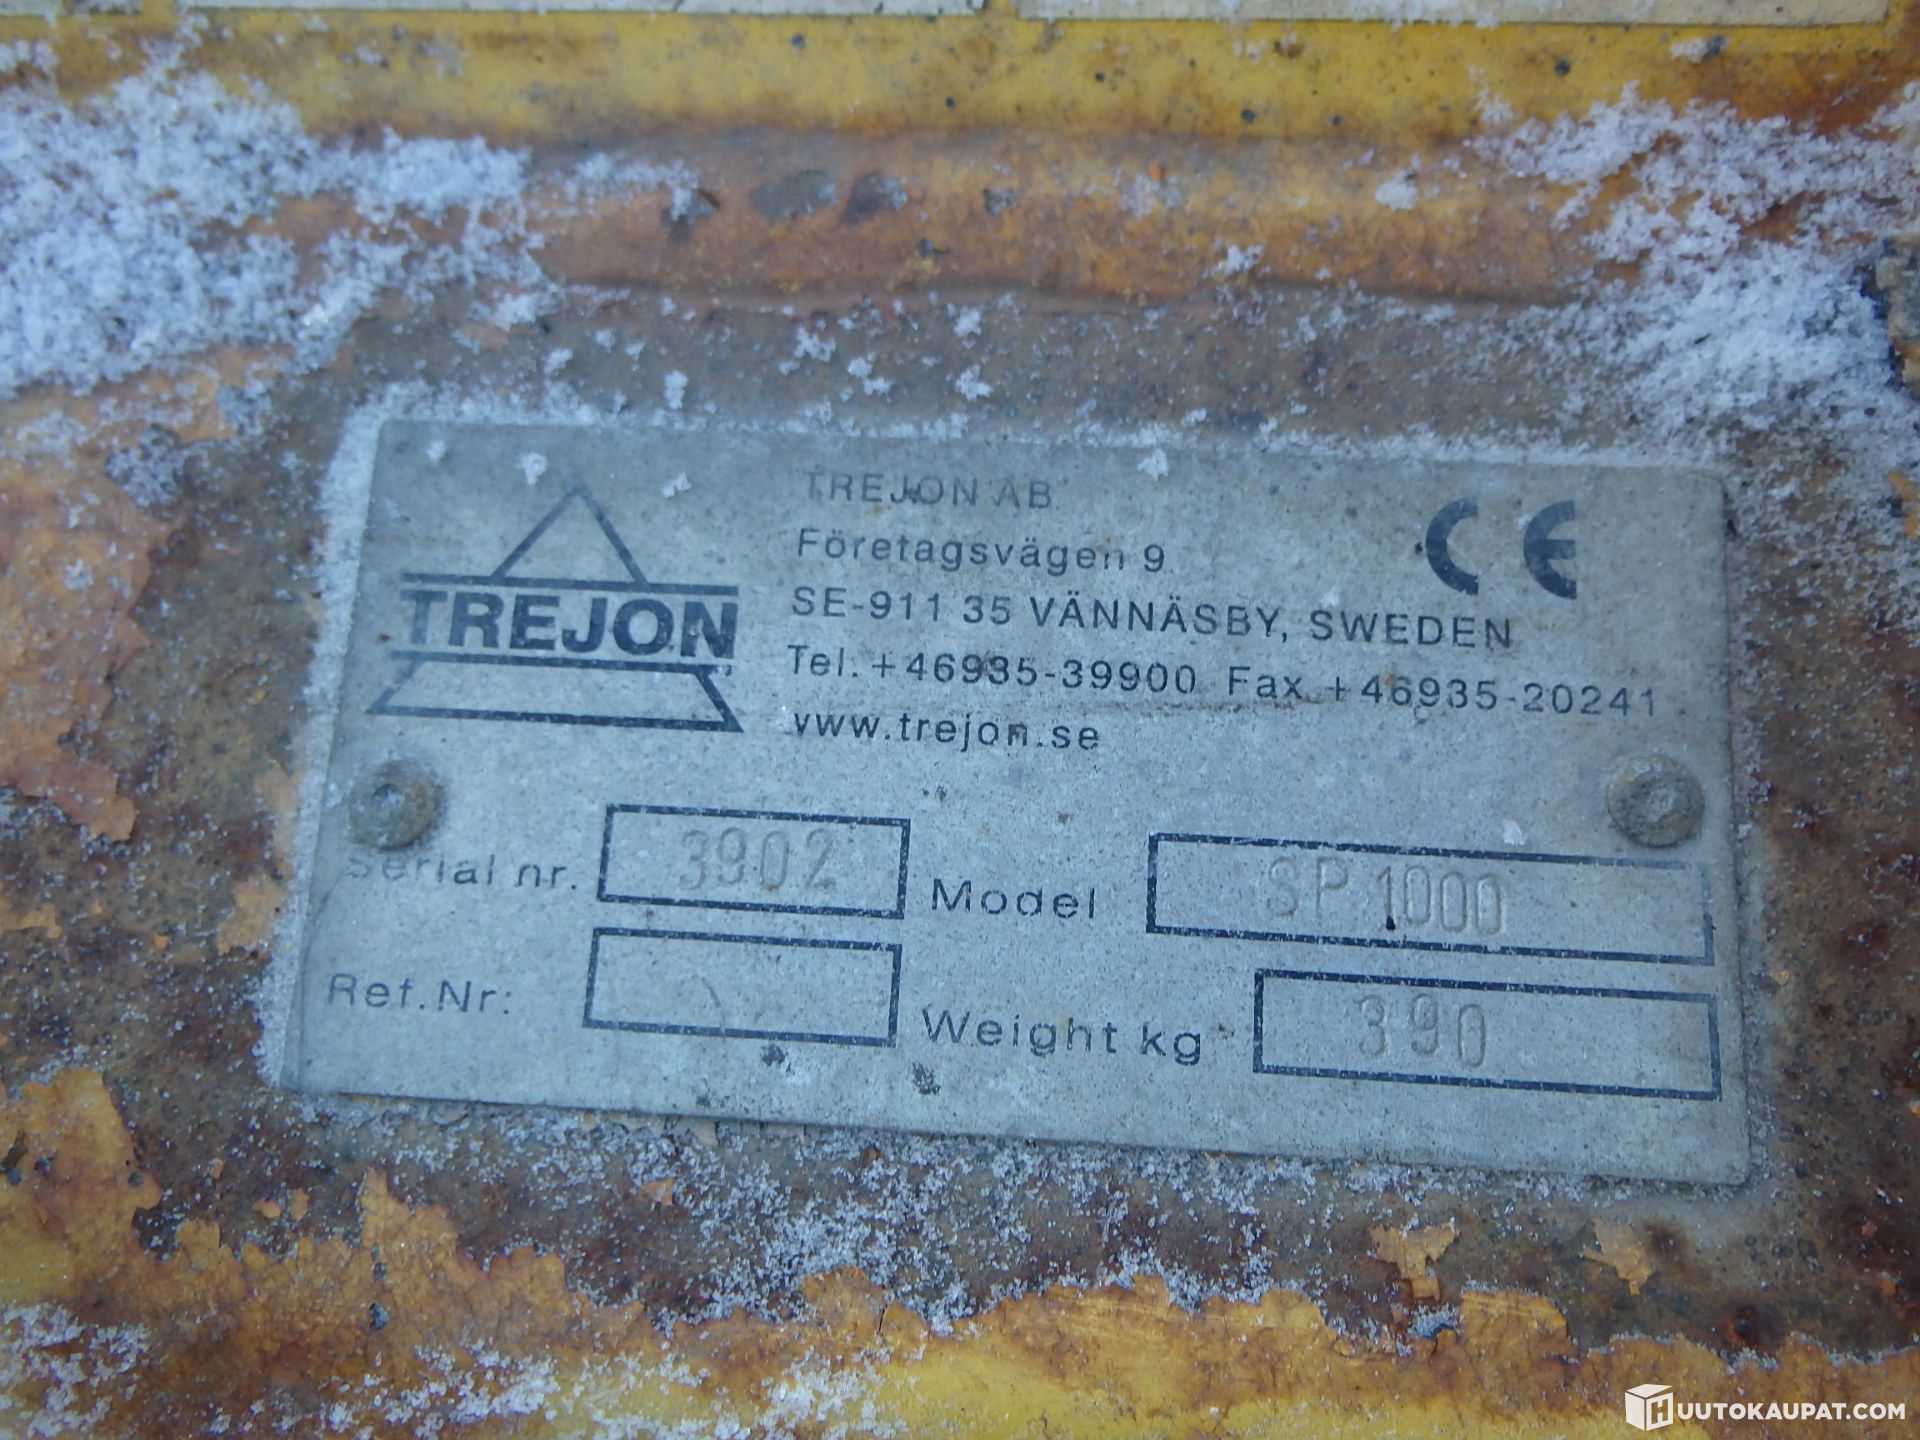 TREJON
TREJON AB
Företagsvägen 9
SE-911 35 VÄNNÄSBY, SWEDEN
Tel. +46935-39900 Fax +46935-20241
www.trejon.se
CE
Serial nr. 3902 Model SP 1000
Ref.Nr: Weight kg 390
HUUTOKAUPAT.COM